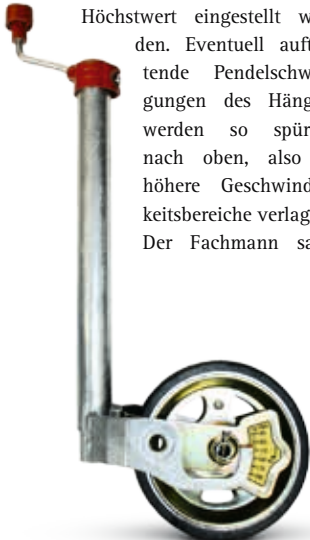 Höchstwert eingestellt w
den. Eventuell auft
tende Pendelschw
gungen des Häng
werden so spür
nach oben, also
höhere Geschwind
keitsbereiche verlag
Der Fachmann sa